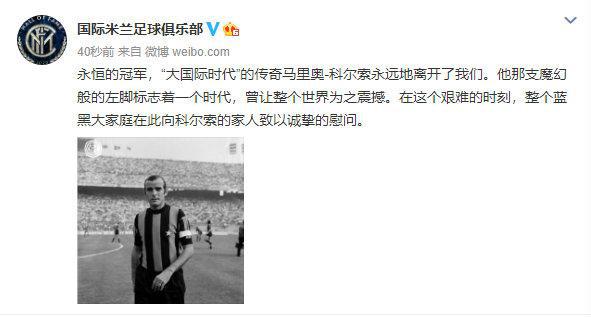 国际米兰足球俱乐部
40秒前 来自 微博 weibo.com
永恒的冠军，“大国际时代”的传奇马里奥-科尔索永远地离开了我们。他那支魔幻
般的左脚标志着一个时代，曾让整个世界为之震撼。在这个艰难的时刻，整个蓝
黑大家庭在此向科尔索的家人致以诚挚的慰问。